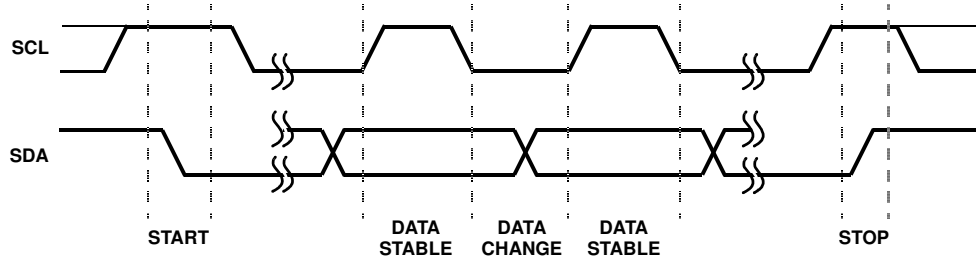 SCL
SDA
START
DATA
STABLE
DATA
CHANGE
DATA
STABLE
STOP